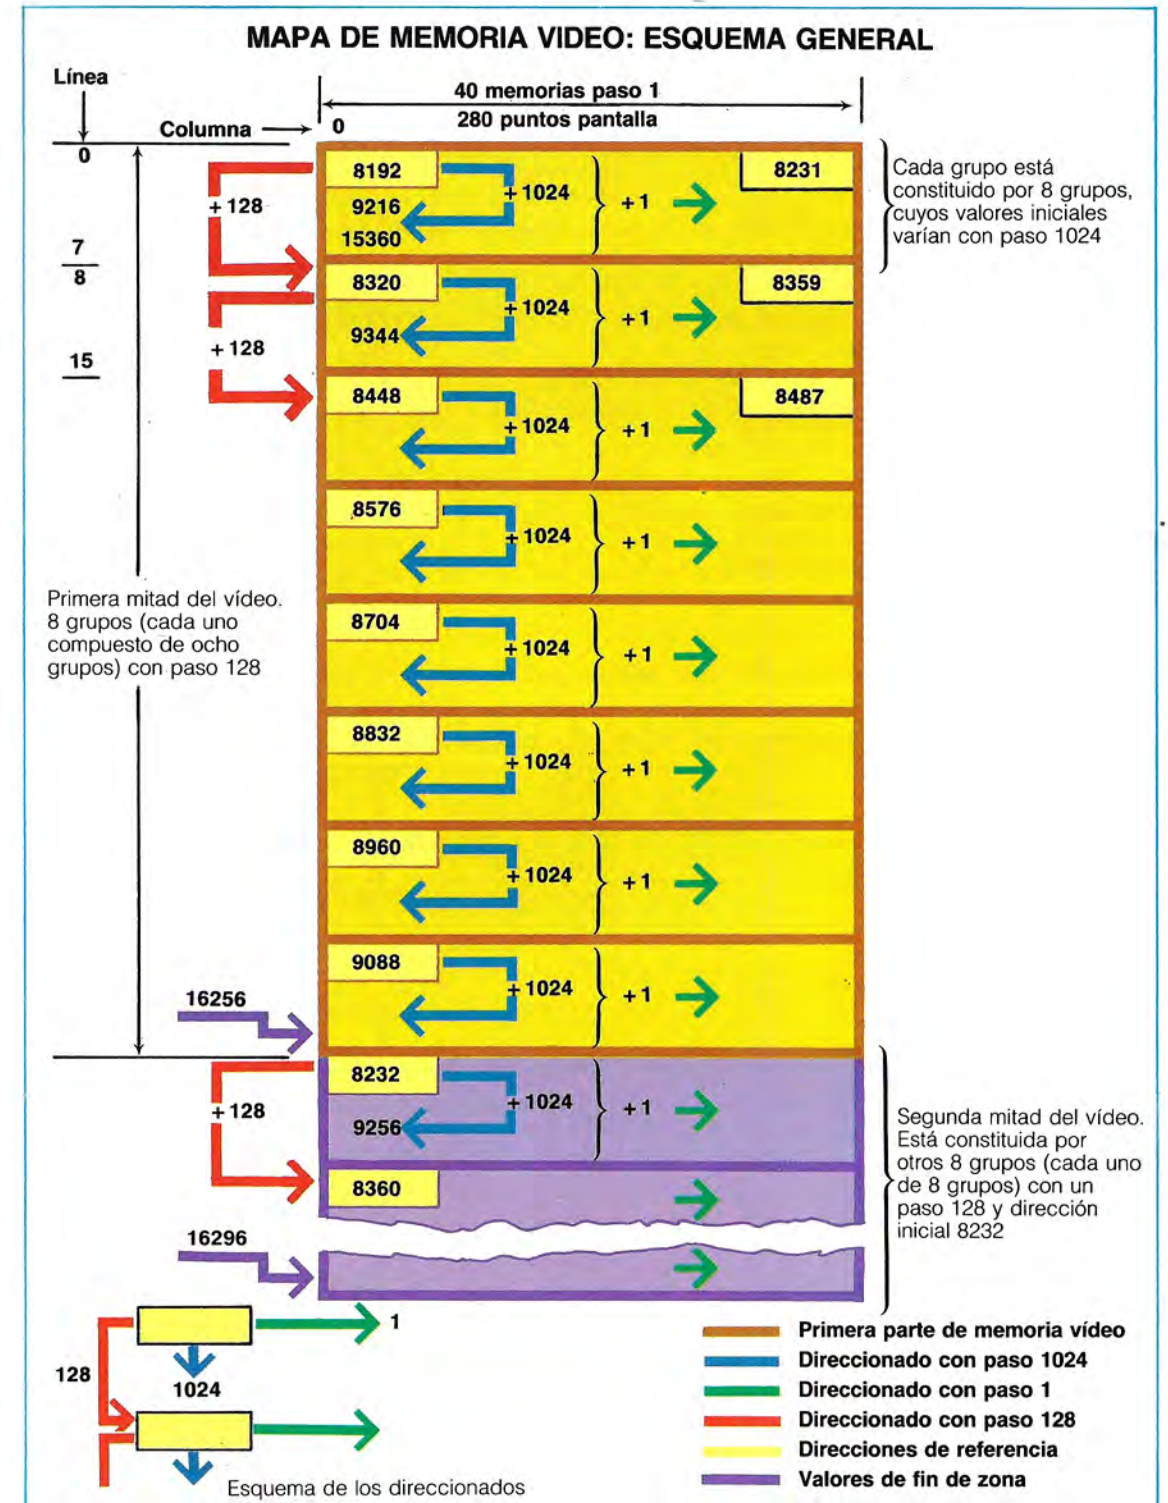 MAPA DE MEMORIA VIDEO: ESQUEMA GENERAL
Línea
40 memorias paso 1
280 puntos pantalla
Columna
0
0
8192
+ 1024
9216
15360
+ 1
8231
+ 128
Cada grupo está
constituido por 8 grupos,
cuyos valores iniciales
varían con paso 1024
7
8
8320
+ 1024
9344
+ 1
8359
+ 128
15
8448
+ 1024
+ 1
8487
8576
+ 1024
+ 1
Primera mitad del vídeo.
8 grupos (cada uno
compuesto de ocho
grupos) con paso 128
8704
+ 1024
+ 1
8832
+ 1024
+ 1
8960
+ 1024
+ 1
9088
+ 1024
+ 1
16256
8232
+ 1024
9256
+ 1
+ 128
8360
Segunda mitad del vídeo.
Está constituida por
otros 8 grupos (cada uno
de 8 grupos) con un
paso 128 y dirección
inicial 8232
16296
1
128
1024
Esquema de los direccionados
Primera parte de memoria vídeo
Direccionado con paso 1024
Direccionado con paso 1
Direccionado con paso 128
Direcciones de referencia
Valores de fin de zona